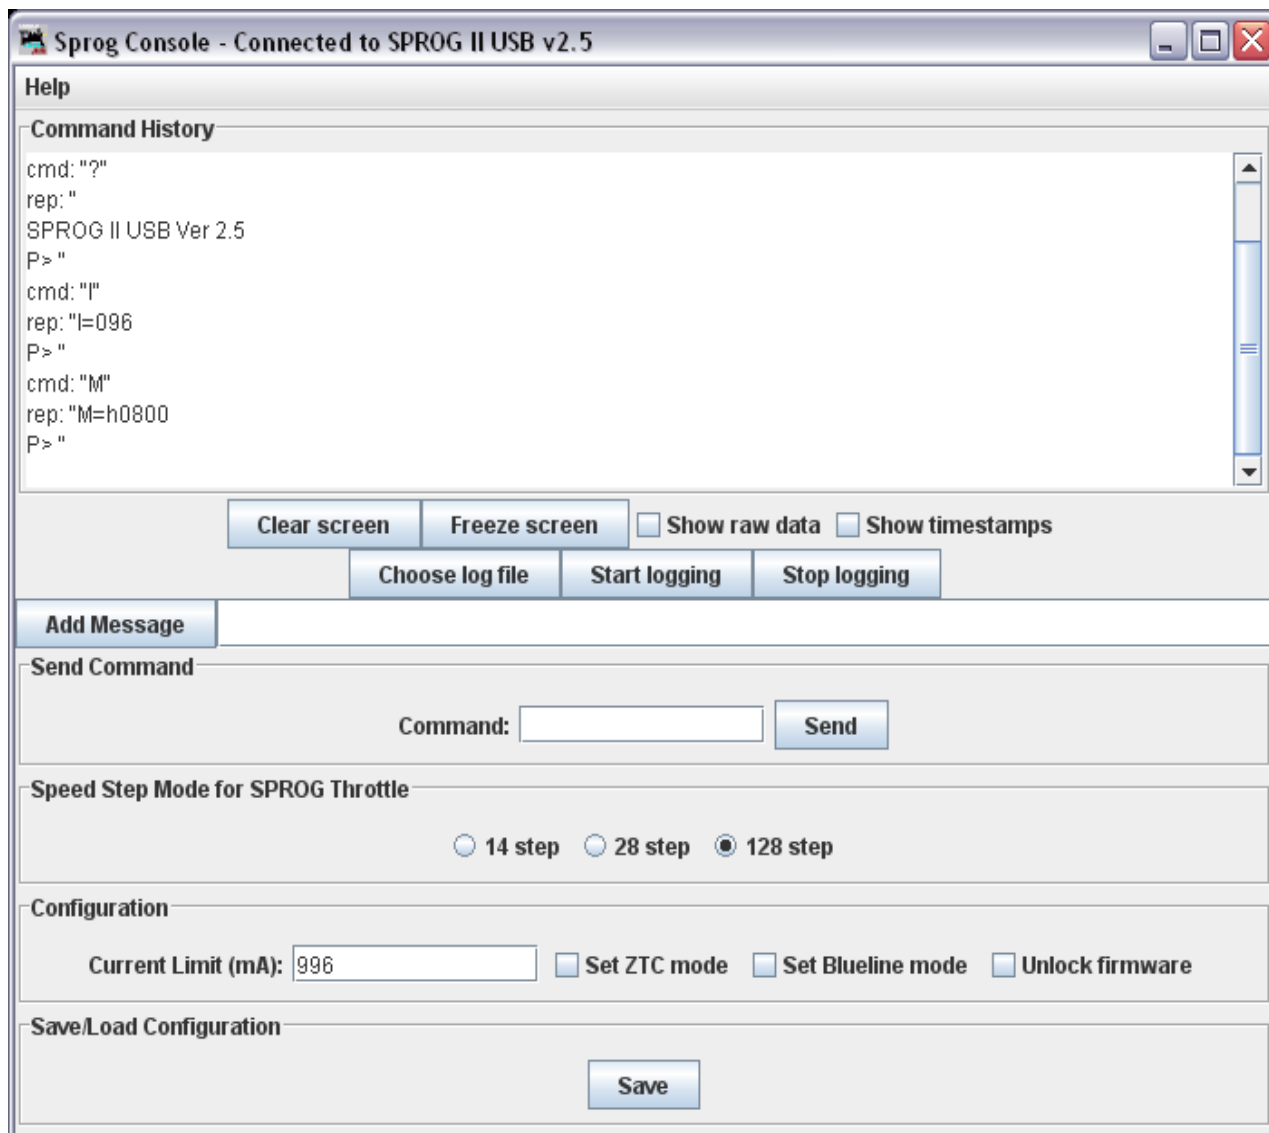 Sprog Console - Connected to SPROG II USB v2.5
Help
Command History
cmd: "?"
rep: "
SPROG II USB Ver 2.5
P> "
cmd: "I"
rep: "I=096
P> "
cmd: "M"
rep: "M=h0800
P> "
Clear screen Freeze screen Show raw data Show timestamps
Choose log file Start logging Stop logging
Add Message
Send Command
Command: Send
Speed Step Mode for SPROG Throttle
14 step 28 step 128 step
Configuration
Current Limit (mA): 996 Set ZTC mode Set Blueline mode Unlock firmware
Save/Load Configuration
Save